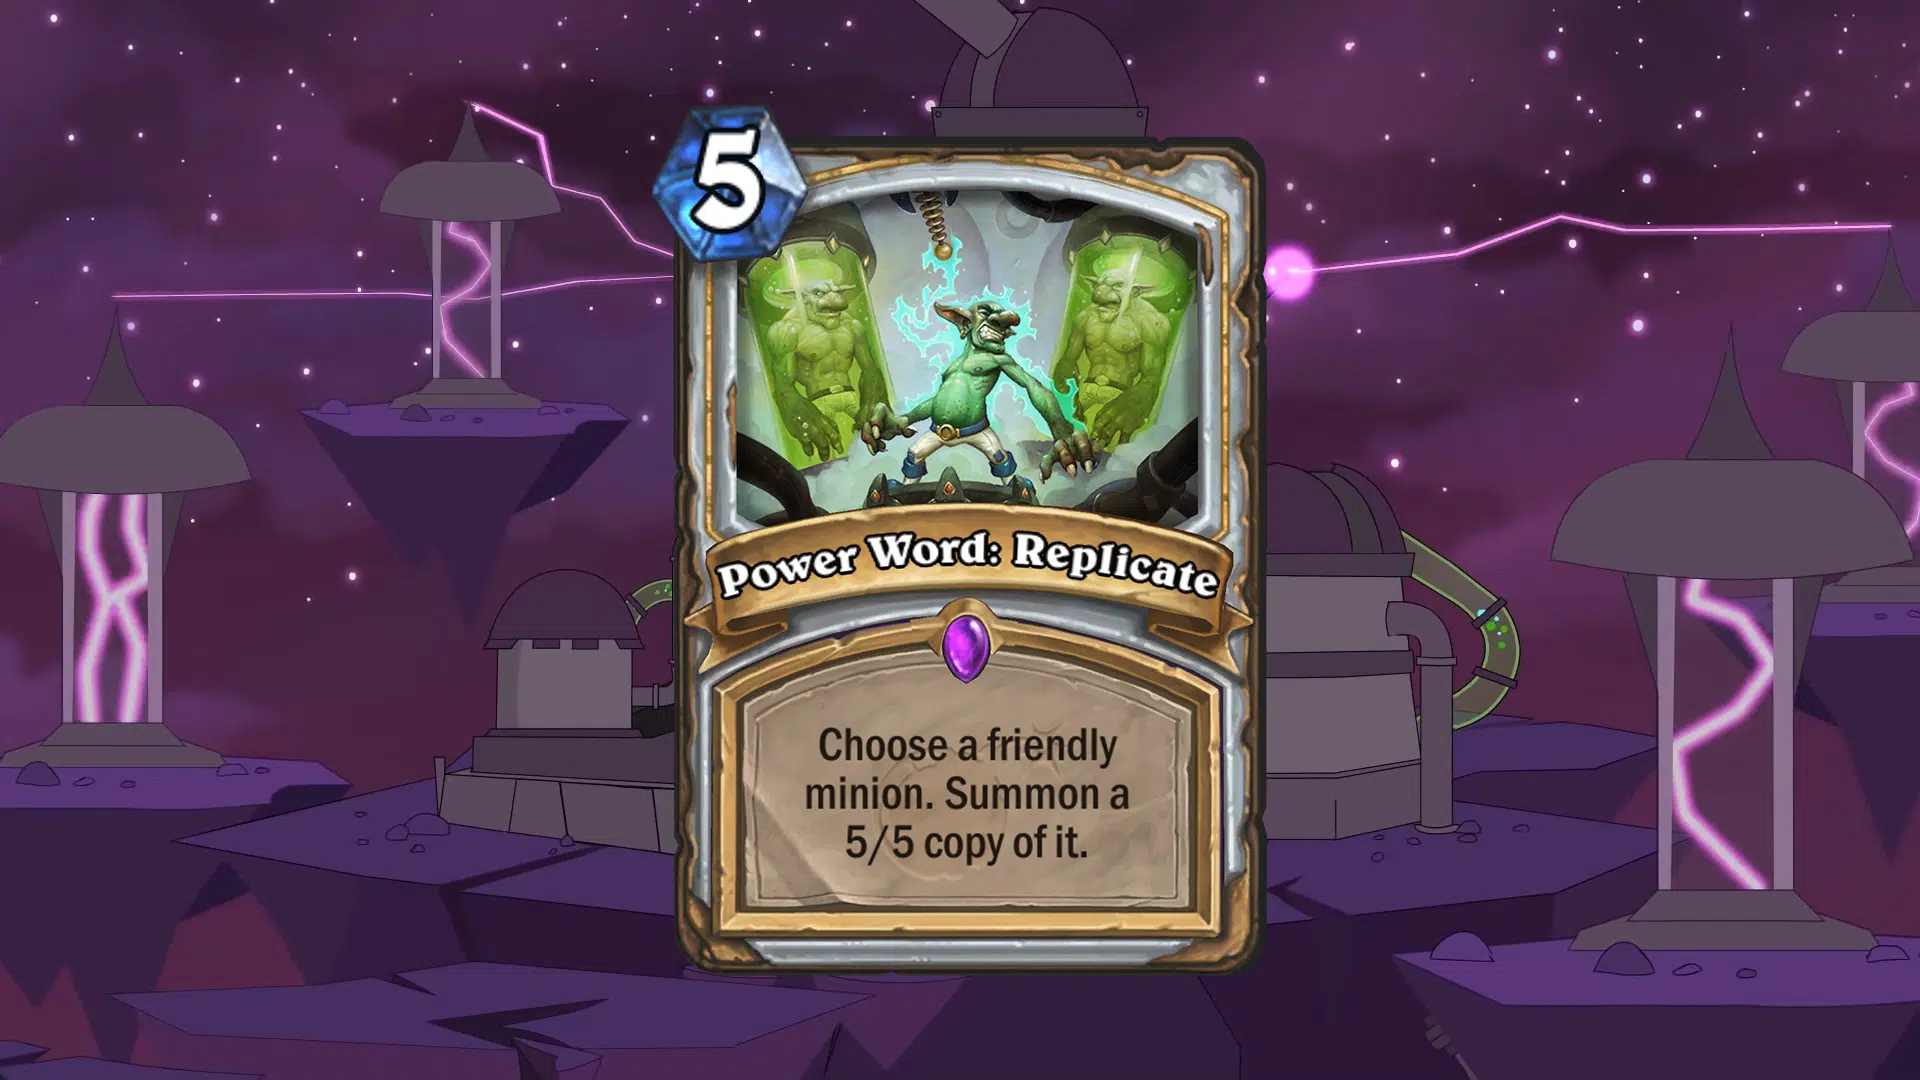 5
Power Word: Replicate
Choose a friendly
minion. Summon a
5/5 copy of it.